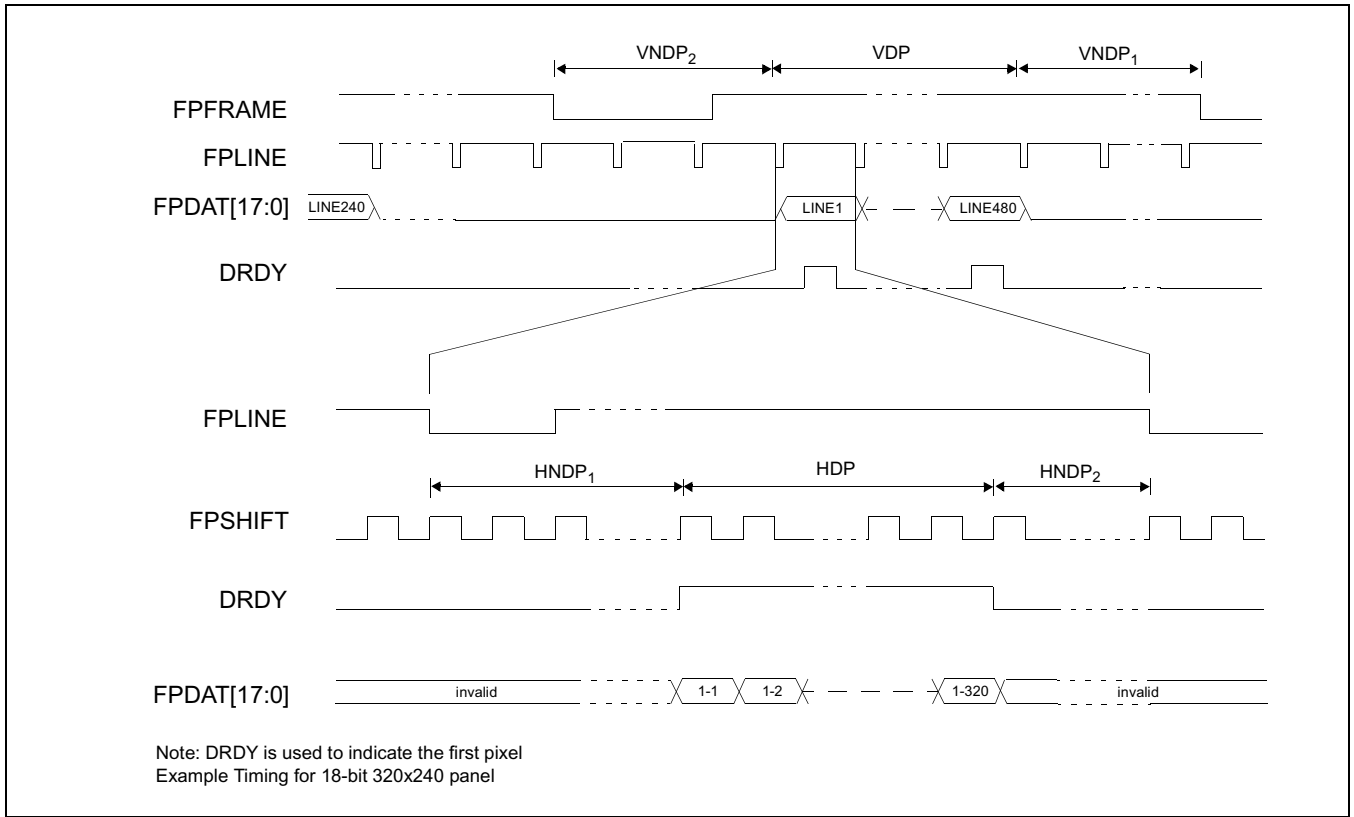 VNDP2 VDP VNDP1
FPFRAME
FPLINE
FPDAT[17:0] LINE240 LINE1 LINE480
DRDY
FPLINE
HNDP1 HDP HNDP2
FPSHIFT
DRDY
FPDAT[17:0] invalid 1-1 1-2 1-320 invalid
Note: DRDY is used to indicate the first pixel
Example Timing for 18-bit 320x240 panel